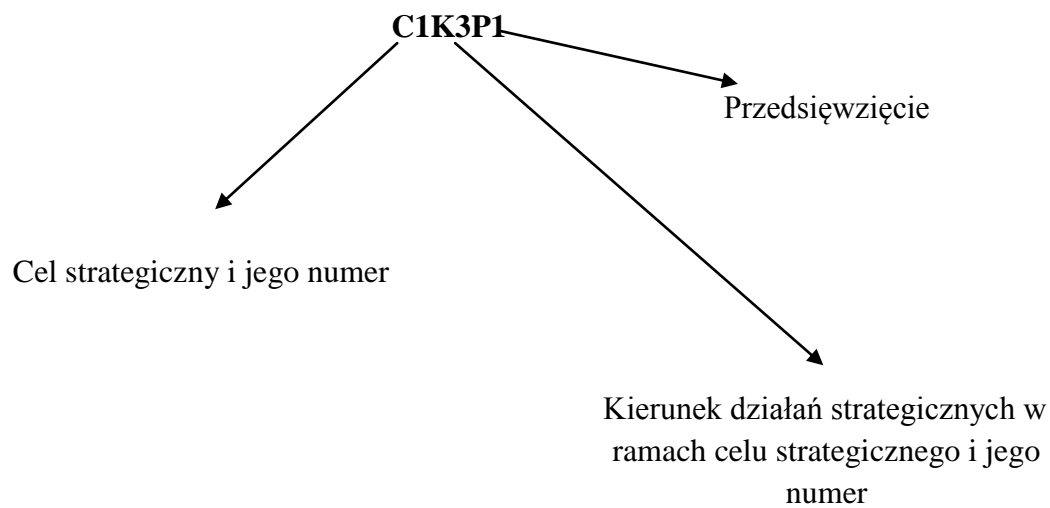 C1K3P1
Przedsięwzięcie
Cel strategiczny i jego numer
Kierunek działań strategicznych w
ramach celu strategicznego i jego
numer